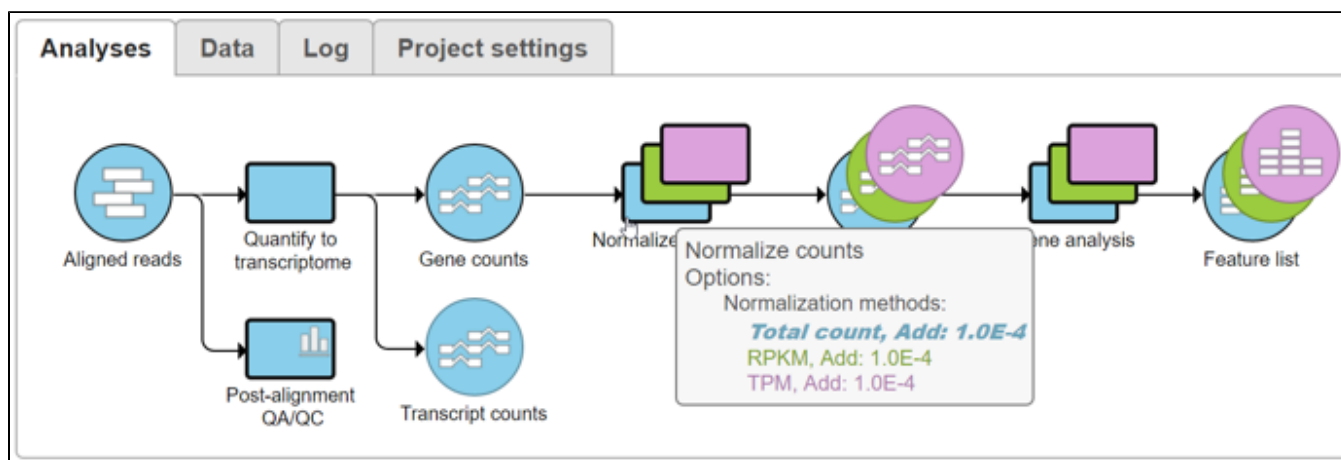 Analyses
Data
Log
Project settings
Aligned reads
Quantify to
transcriptome
Gene counts
Normalize
ene analysis
Feature list
Post-alignment
QA/QC
Transcript counts
Normalize counts
Options:
Normalization methods:
Total count, Add: 1.0E-4
RPKM, Add: 1.0E-4
TPM, Add: 1.0E-4